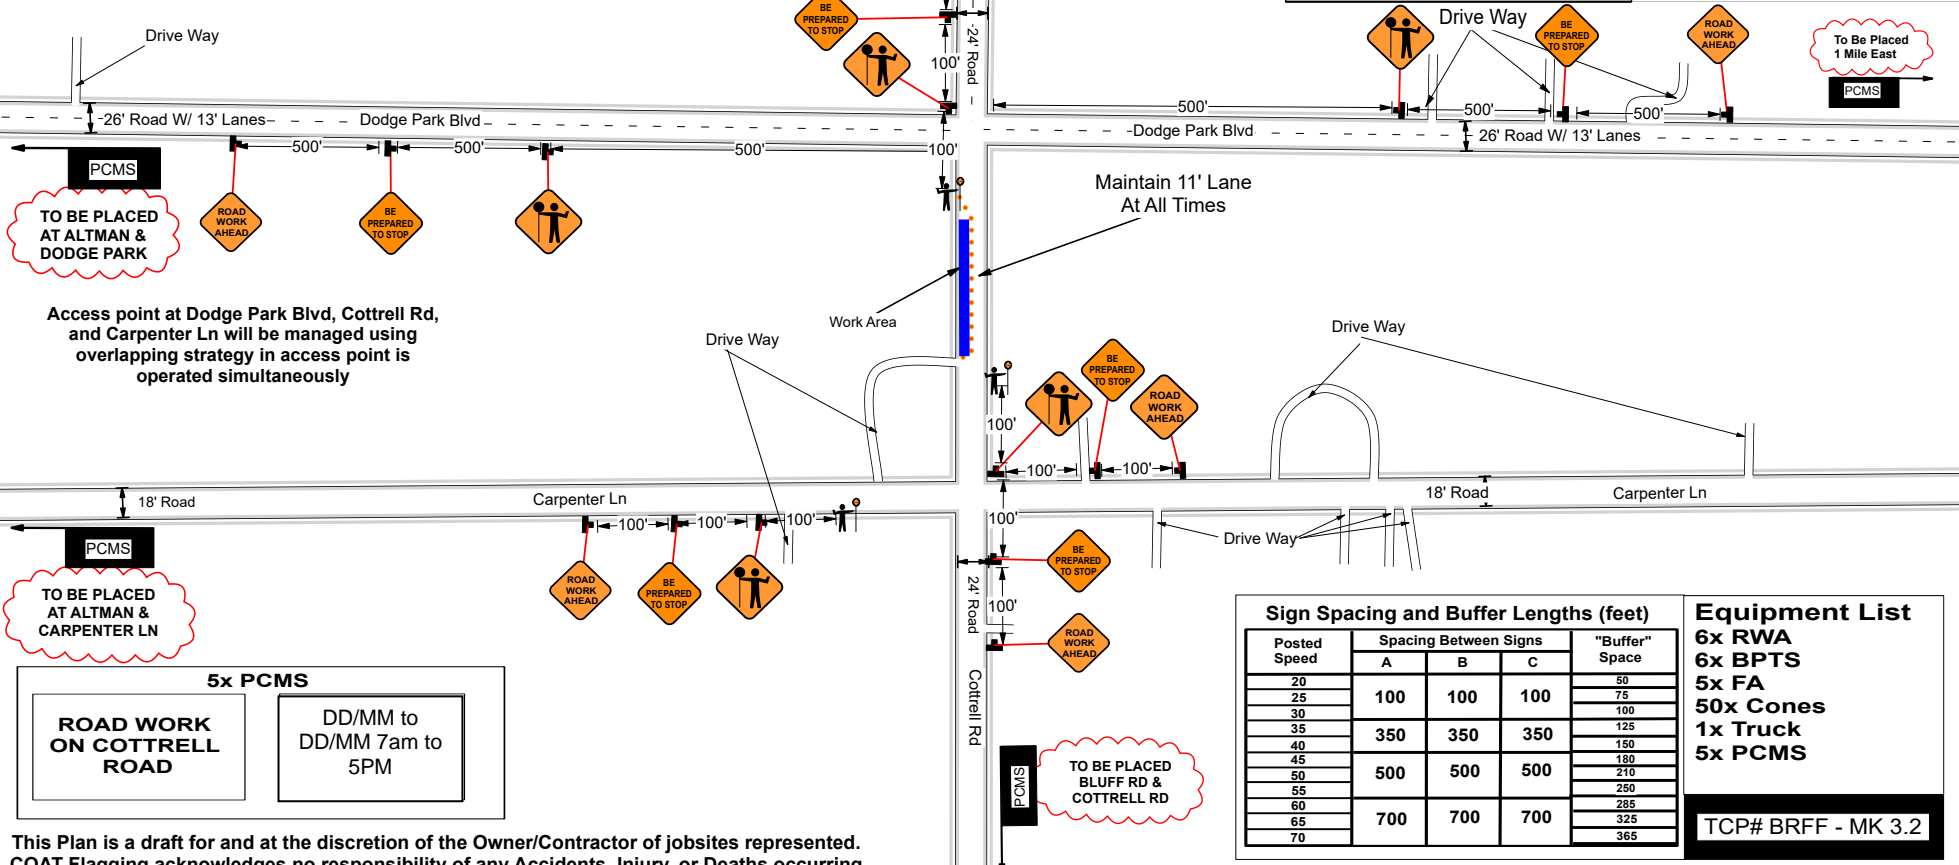 BE
PREPARED
TO STOP
Drive Way
100'
24' Road
Drive Way
BE
PREPARED
TO STOP
ROAD
WORK
AHEAD
To Be Placed
1 Mile East
PCMS
26' Road W/ 13' Lanes
Dodge Park Blvd
500'
500'
500'
Dodge Park Blvd
26' Road W/ 13' Lanes
500'
500'
500'
100'
PCMS
TO BE PLACED
AT ALTMAN &
DODGE PARK
ROAD
WORK
AHEAD
BE
PREPARED
TO STOP
Maintain 11' Lane
At All Times
Access point at Dodge Park Blvd, Cottrell Rd,
and Carpenter Ln will be managed using
overlapping strategy in access point is
operated simultaneously
Work Area
Drive Way
Drive Way
BE
PREPARED
TO STOP
ROAD
WORK
AHEAD
100'
100'
100'
18' Road
Carpenter Ln
18' Road
Carpenter Ln
100'
100'
100'
100'
Drive Way
PCMS
TO BE PLACED
AT ALTMAN &
CARPENTER LN
ROAD
WORK
AHEAD
BE
PREPARED
TO STOP
BE
PREPARED
TO STOP
24' Road
100'
ROAD
WORK
AHEAD
Cottrell Rd
PCMS
TO BE PLACED
BLUFF RD &
COTTRELL RD
5x PCMS
ROAD WORK
ON COTTRELL
ROAD
DD/MM to
DD/MM 7am to
5PM
Sign Spacing and Buffer Lengths (feet)
Posted Speed Spacing Between Signs "Buffer" Space
A B C
20 50
25 100 100 100 75
30 100
35 350 350 350 125
40 150
45 180
50 500 500 500 210
55 250
60 285
65 700 700 700 325
70 365
Equipment List
6x RWA
6x BPTS
5x FA
50x Cones
1x Truck
5x PCMS
TCP# BRFF - MK 3.2
This Plan is a draft for and at the discretion of the Owner/Contractor of jobsites represented.
COAT Flagging acknowledges no responsibility of any Accidents, Injury, or Deaths occurring